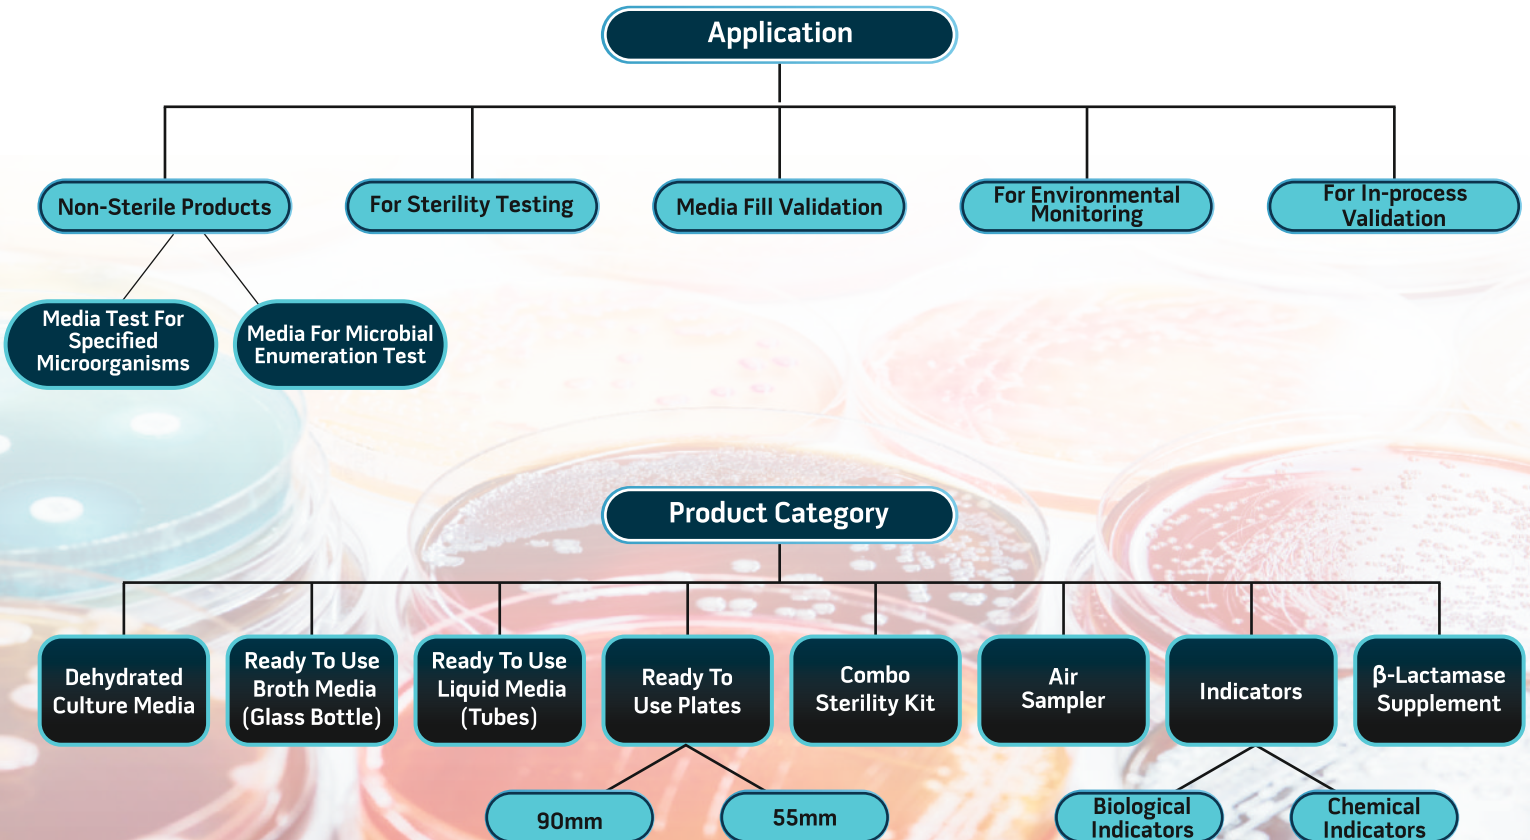 Application
Non-Sterile Products
For Sterility Testing
Media Fill Validation
For Environmental
Monitoring
For In-process
Validation
Media Test For
Specified
Microorganisms
Media For Microbial
Enumeration Test
Product Category
Dehydrated
Culture Media
Ready To Use
Broth Media
(Glass Bottle)
Ready To Use
Liquid Media
(Tubes)
Ready To
Use Plates
Combo
Sterility Kit
Air
Sampler
Indicators
β-Lactamase
Supplement
90mm
55mm
Biological
Indicators
Chemical
Indicators